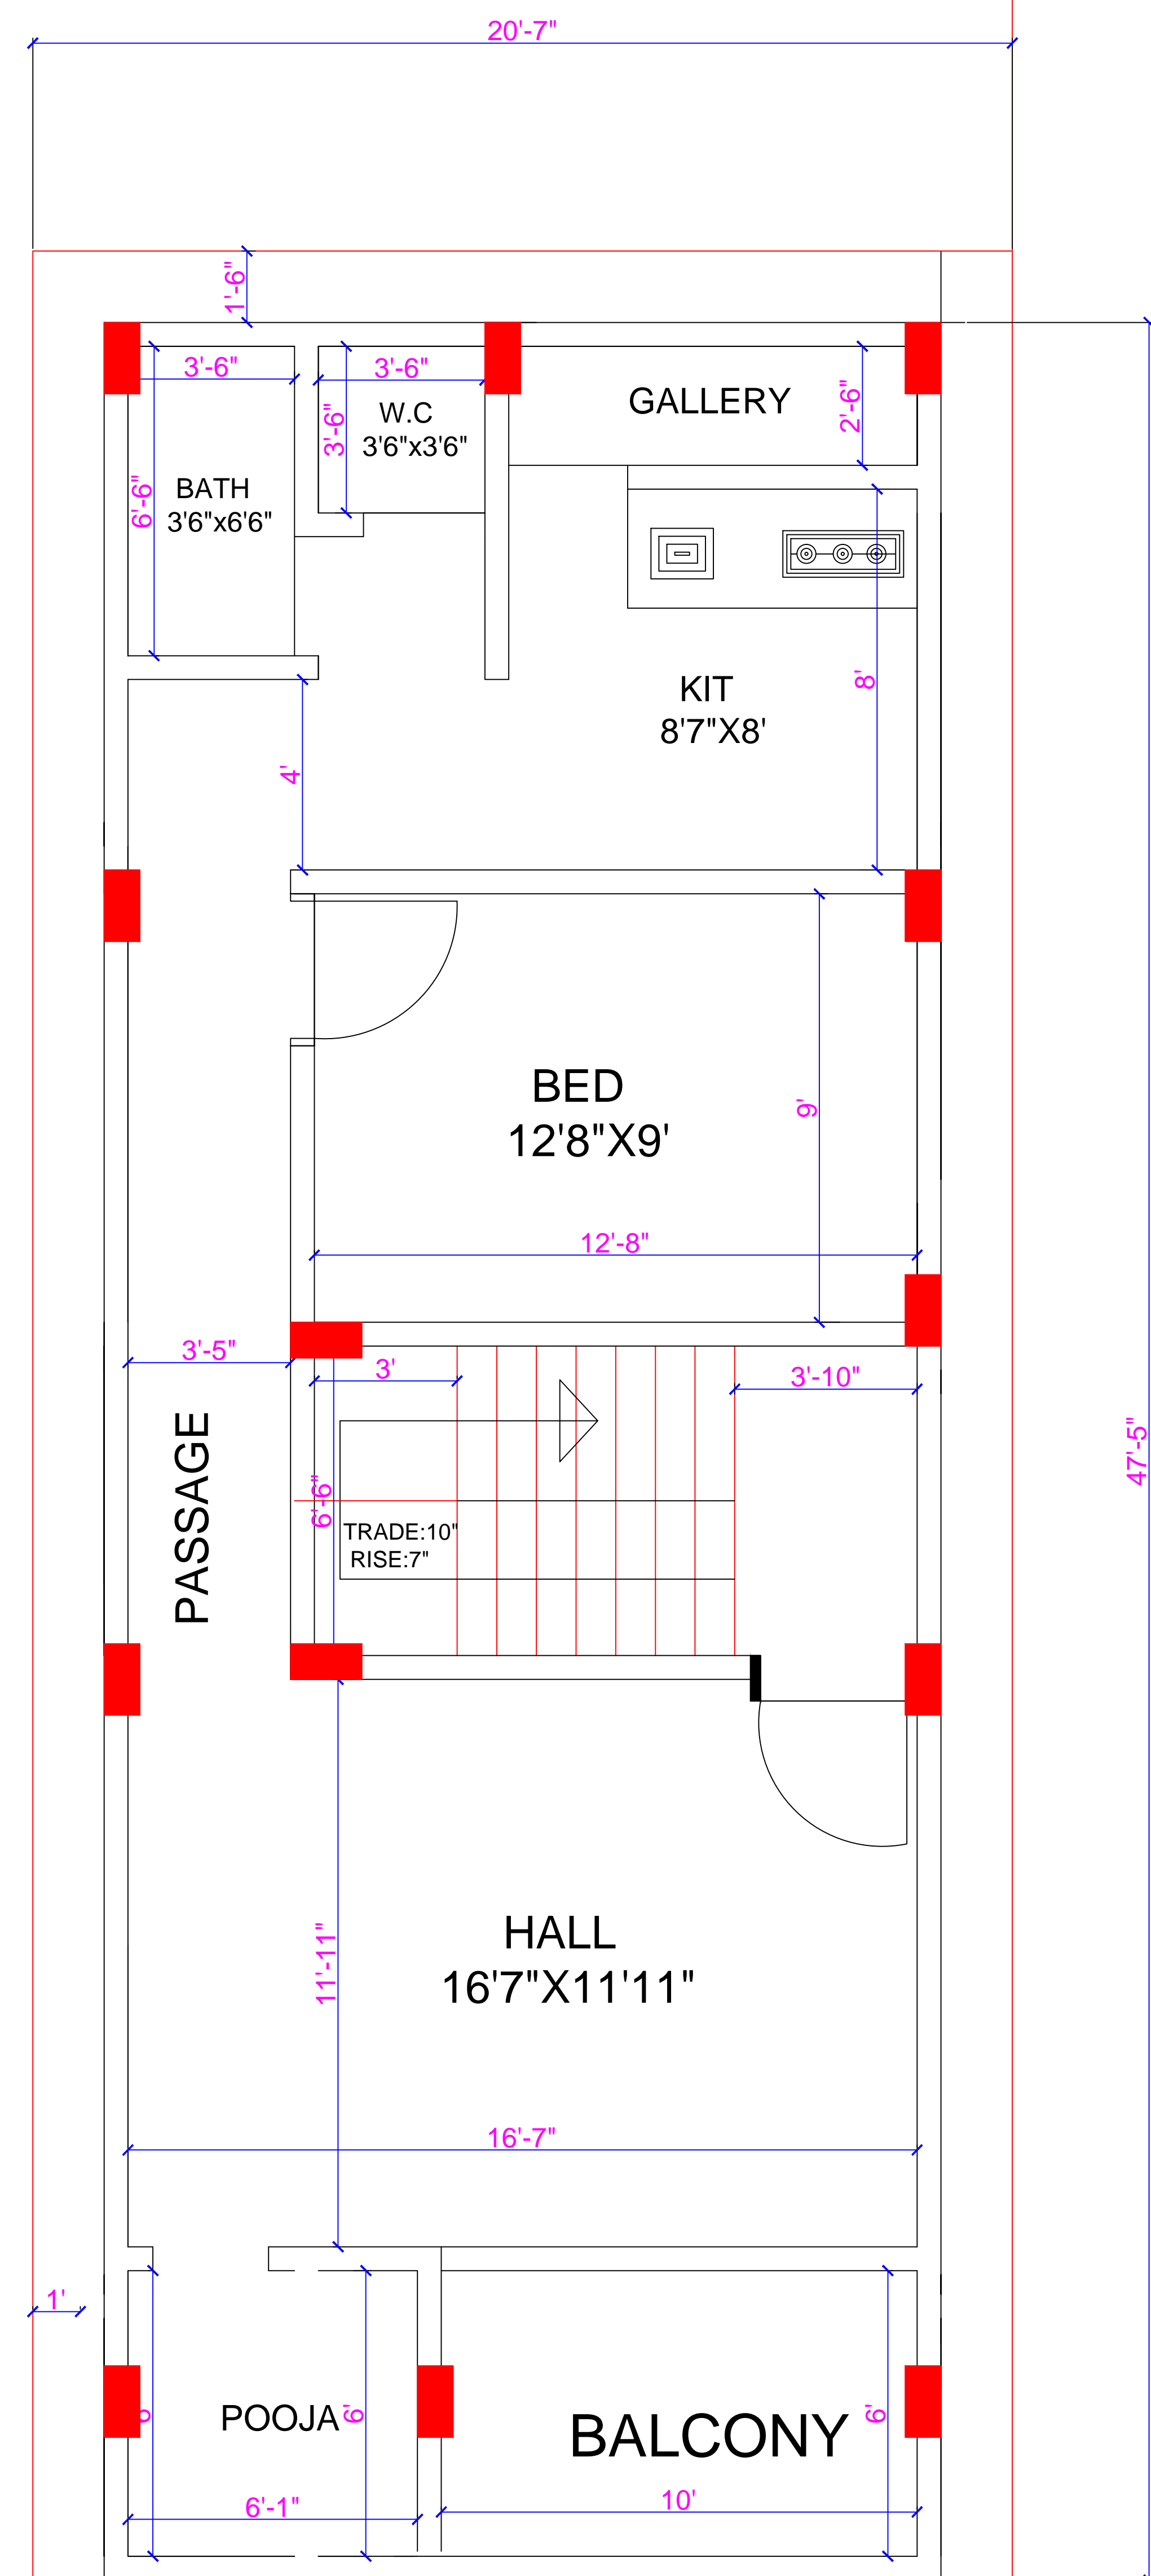 20'-7"
1'-6"
3'-6"
3'-6"
2'-6"
GALLERY
W.C
3'6"x3'6"
3'-6"
6'-6"
BATH
3'6"x6'6"
8'
KIT
8'7"X8'
4'
BED
12'8"X9'
9'
12'-8"
3'-5"
3'
3'-10"
47'-5"
PASSAGE
6'-6"
TRADE:10"
RISE:7"
HALL
16'7"X11'11"
11'-11"
16'-7"
1'
POOJA
6'
BALCONY
6'
6'-1"
10'